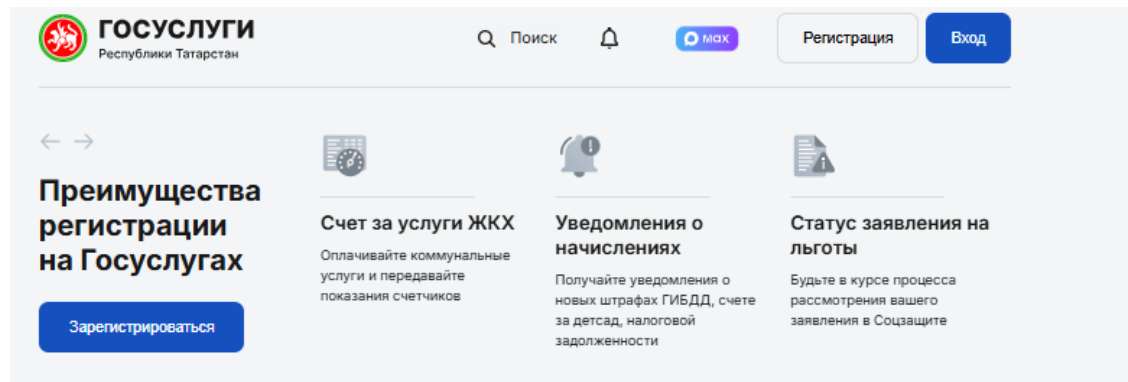 ГОСУСЛУГИ
Республики Татарстан
Поиск
мах
Регистрация
Вход
Преимущества
регистрации
на Госуслугах
Зарегистрироваться
Счет за услуги ЖКХ
Оплачивайте коммунальные
услуги и передавайте
показания счетчиков
Уведомления о
начислениях
Получайте уведомления о
новых штрафах ГИБДД, счете
за детсад, налоговой
задолженности
Статус заявления на
льготы
Будьте в курсе процесса
рассмотрения вашего
заявления в Соцзащите